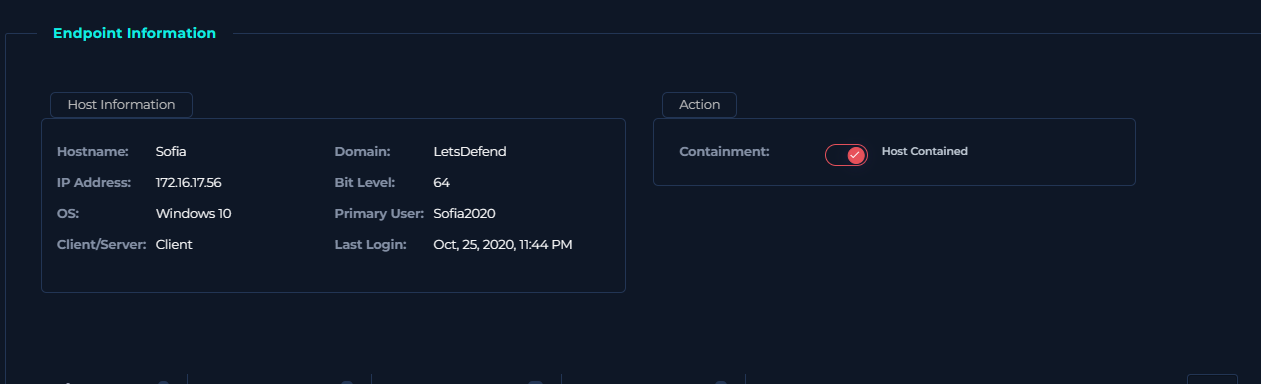 Endpoint Information
Host Information
Hostname: Sofia Domain: LetsDefend
IP Address: 172.16.17.56 Bit Level: 64
OS: Windows 10 Primary User: Sofia2020
Client/Server: Client Last Login: Oct, 25, 2020, 11:44 PM
Action
Containment: Host Contained